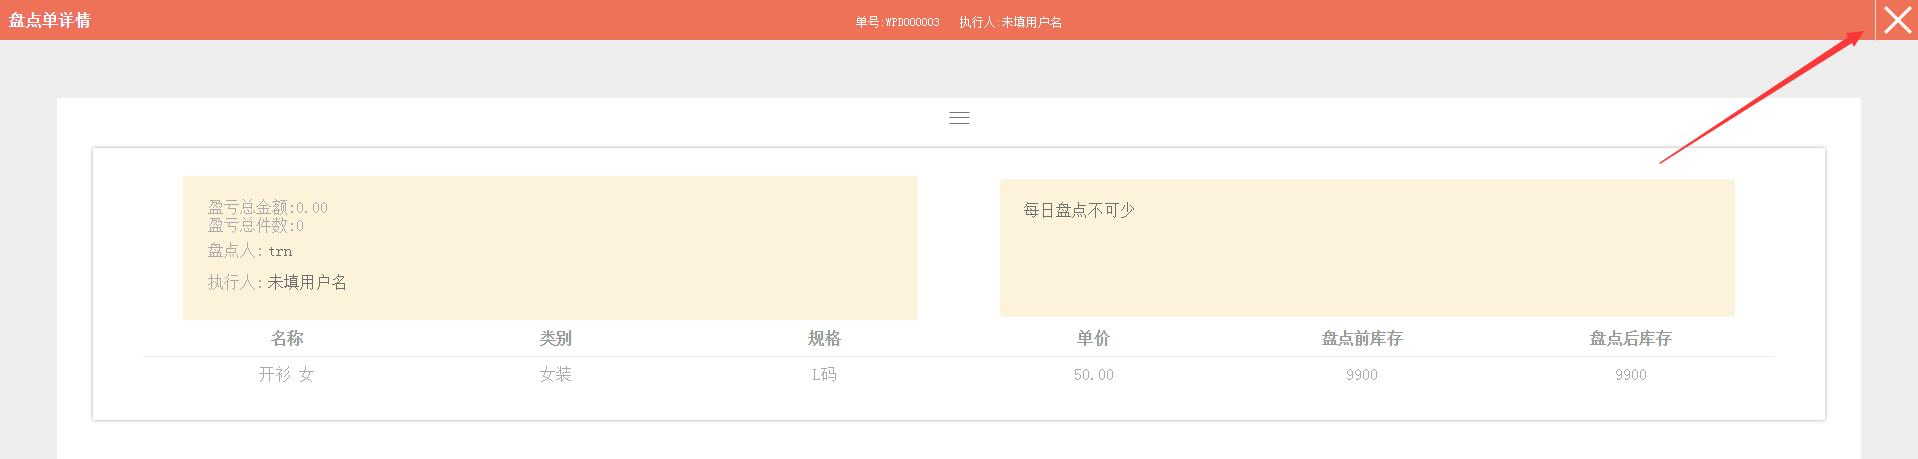 盘点单详情
单号:WPD000003 执行人:未填用户名
盈亏总金额:0.00
盈亏总件数:0
盘点人: trn
执行人: 未填用户名
每日盘点不可少
名称 类别 规格 单价 盘点前库存 盘点后库存
开衫 女 女装 L码 50.00 9900 9900